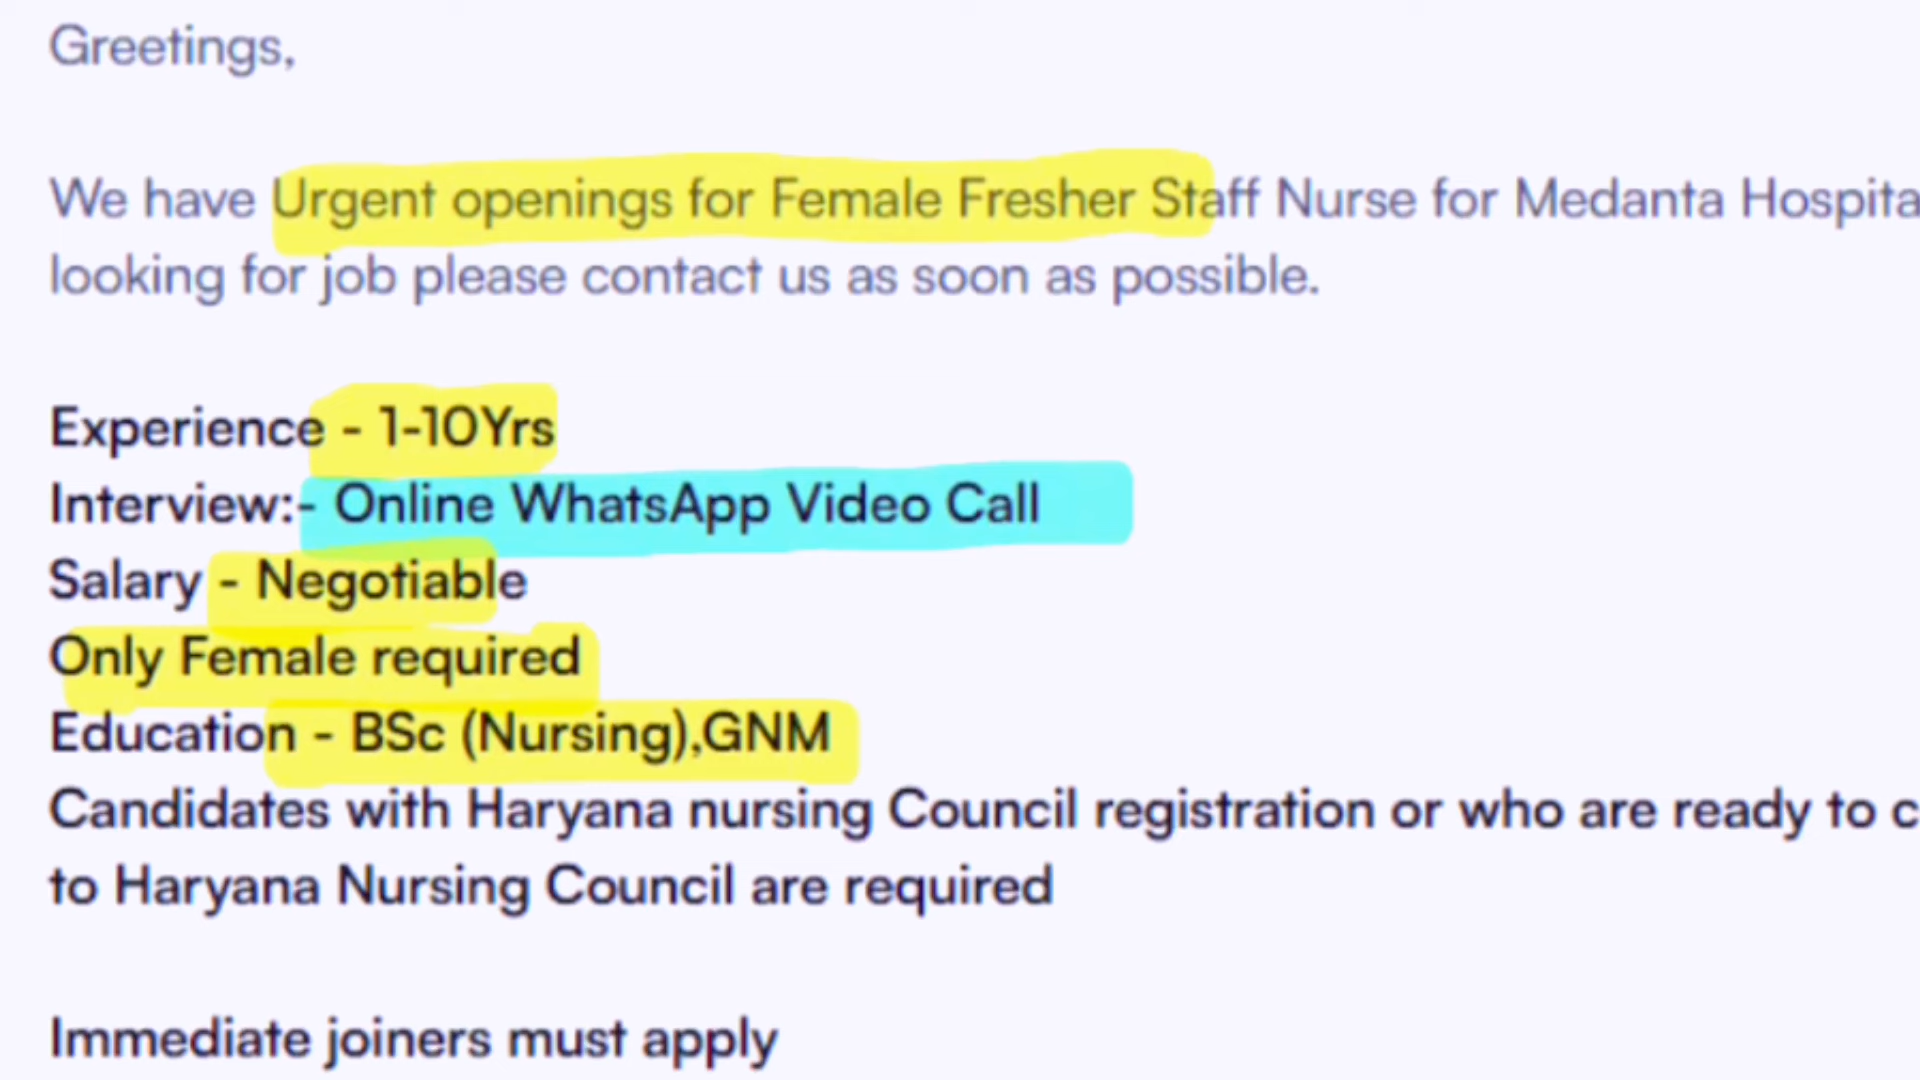 Greetings,
We have Urgent openings for Female Fresher Staff Nurse for Medanta Hospita
looking for job please contact us as soon as possible.
Experience - 1-10Yrs
Interview:- Online WhatsApp Video Call
Salary - Negotiable
Only Female required
Education - BSc (Nursing),GNM
Candidates with Haryana nursing Council registration or who are ready to c
to Haryana Nursing Council are required
Immediate joiners must apply